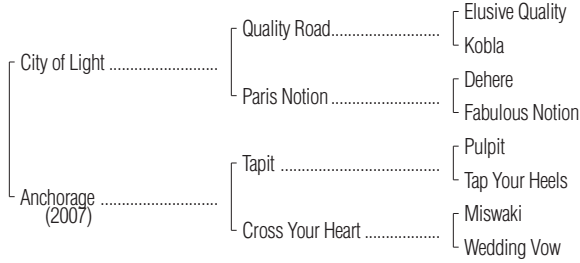 Elusive Quality
Quality Road..........................
Kobla
City of Light ..........................
Dehere
Paris Notion ..........................
Fabulous Notion
Pulpit
Tapit ......................................
Tap Your Heels
Anchorage ............................
(2007)
Miswaki
Cross Your Heart ..................
Wedding Vow